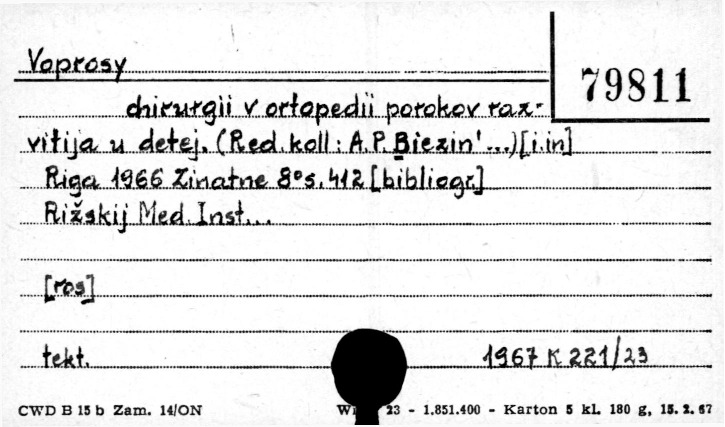 Voprosy
79811
chirurgii v ortopedii porokov raz-
vitija u detej. (Red. koll: A.P. Biezin'...)[i.in]
Riga 1966 Zinatne 8°s. 412 [bibliogr.]
Rižskij Med. Inst...
[ros]
tekt. 1967 K 221/23
CWD B 15 b Zam. 14/ON 23 - 1.851.400 - Karton 5 kl. 180 g, 15. 2. 67